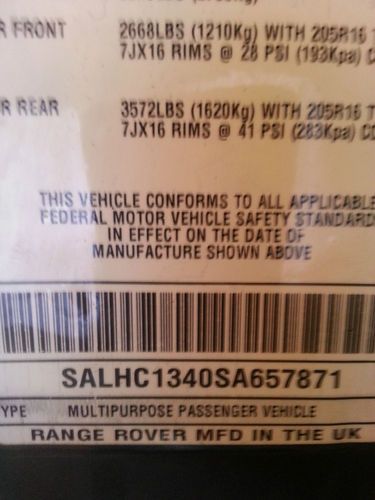 R FRONT 2668LBS (1210Kg) WITH 205R16
7JX16 RIMS @ 28 PSI (193Kpa)
R REAR 3572LBS (1620Kg) WITH 205R16 T
7JX16 RIMS @ 41 PSI (283Kpa)
THIS VEHICLE CONFORMS TO ALL APPLICABLE
FEDERAL MOTOR VEHICLE SAFETY STANDARD
IN EFFECT ON THE DATE OF
MANUFACTURE SHOWN ABOVE
SALHC1340SA657871
TYPE MULTIPURPOSE PASSENGER VEHICLE
RANGE ROVER MFD IN THE UK